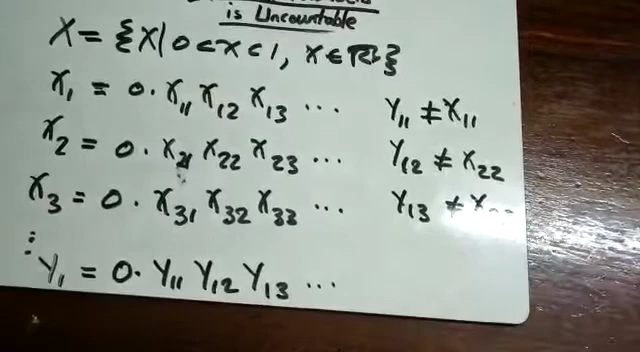 is Uncountable
X = {x | 0 < x < 1, x ∈ ℝ}
x₁ = 0. x₁₁ x₁₂ x₁₃ ... y₁₁ ≠ x₁₁
x₂ = 0. x₂₁ x₂₂ x₂₃ ... y₁₂ ≠ x₂₂
x₃ = 0. x₃₁ x₃₂ x₃₃ ... y₁₃ ≠ x
⋮
y₁ = 0. y₁₁ y₁₂ y₁₃ ...